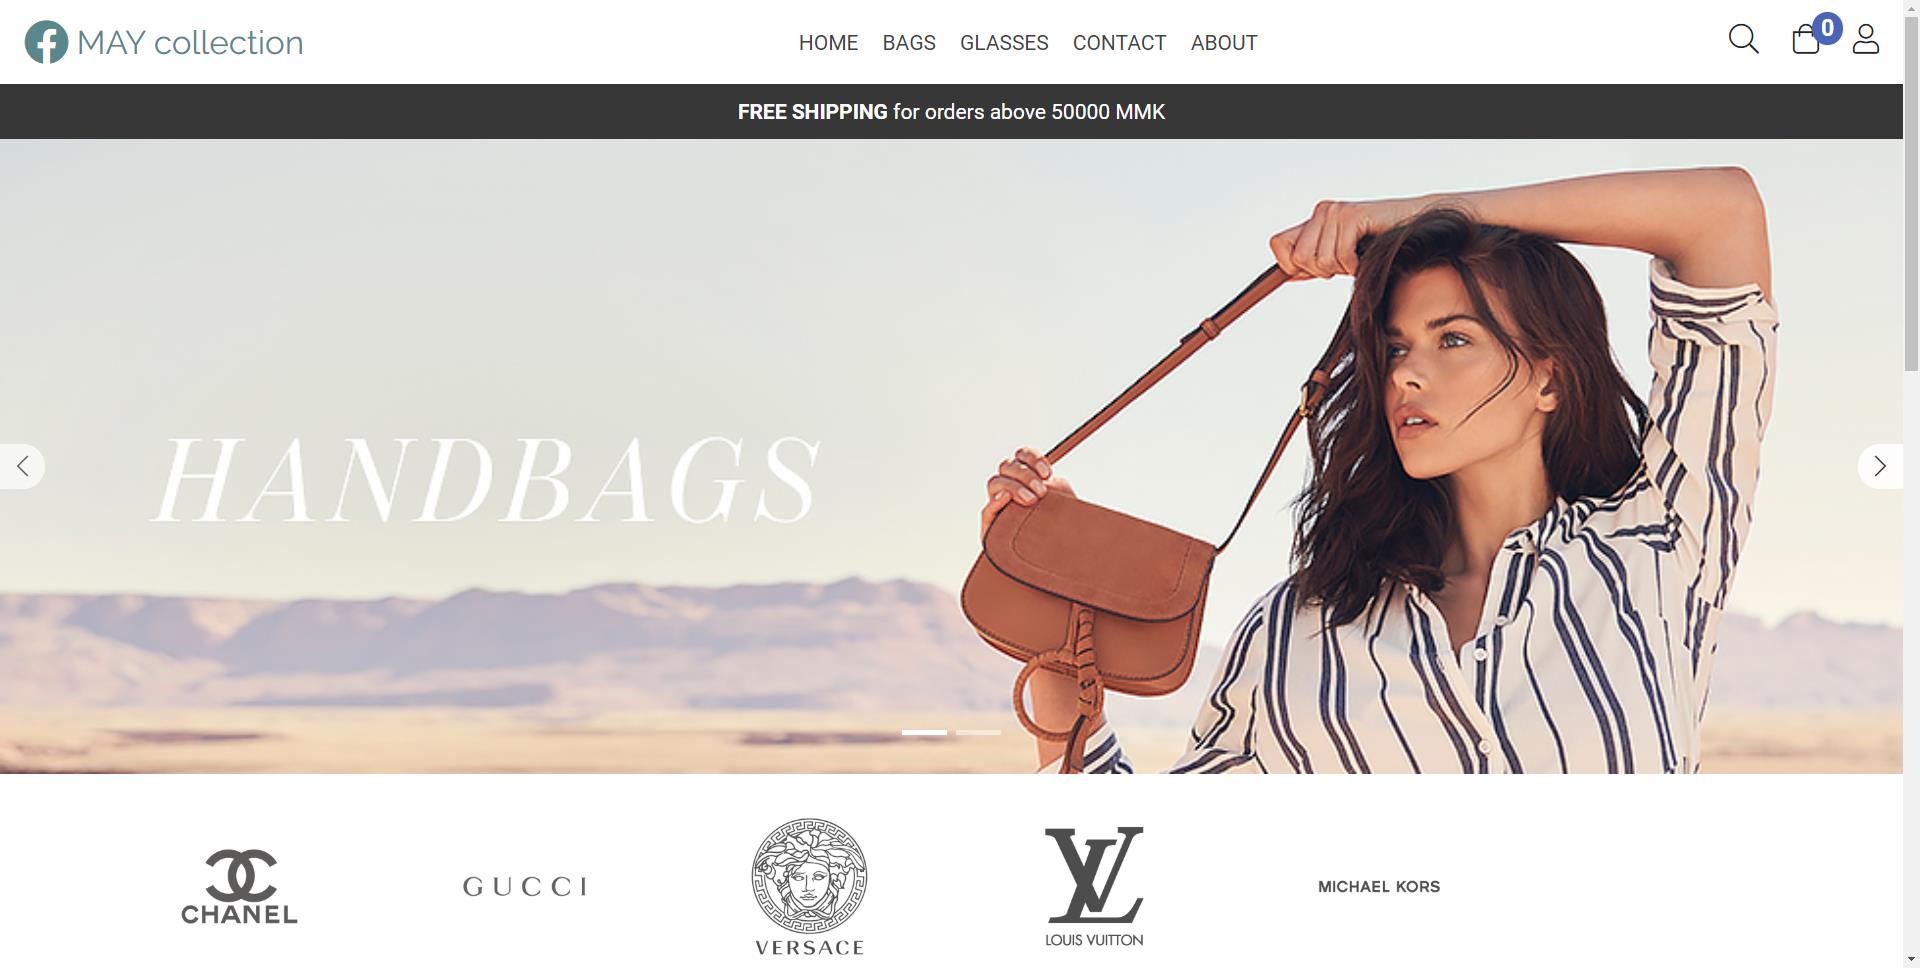 MAY collection
HOME BAGS GLASSES CONTACT ABOUT
0
FREE SHIPPING for orders above 50000 MMK
HANDBAGS
CHANEL
GUCCI
VERSACE
LV
LOUIS VUITTON
MICHAEL KORS